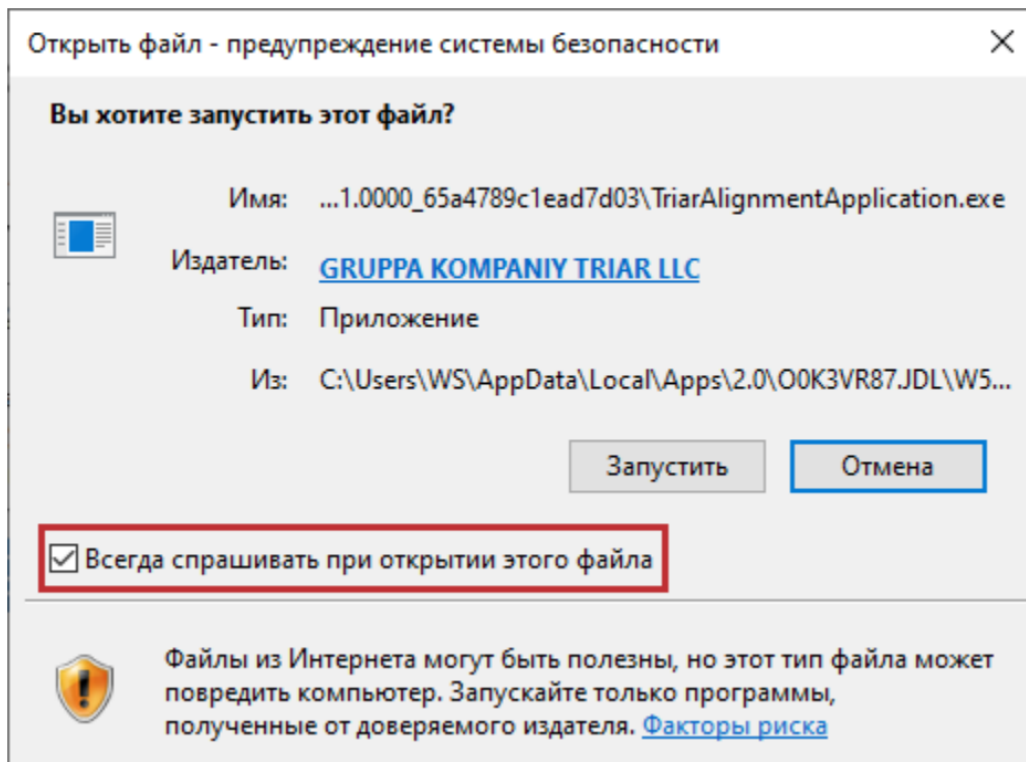 Открыть файл - предупреждение системы безопасности
Вы хотите запустить этот файл?
Имя: ...1.0000_65a4789c1ead7d03\TriarAlignmentApplication.exe
Издатель: GRUPPA KOMPANIY TRIAR LLC
Тип: Приложение
Из: C:\Users\WS\AppData\Local\Apps\2.0\O0K3VR87.JDL\W5...
Запустить Отмена
Всегда спрашивать при открытии этого файла
Файлы из Интернета могут быть полезны, но этот тип файла может
повредить компьютер. Запускайте только программы,
полученные от доверяемого издателя. Факторы риска